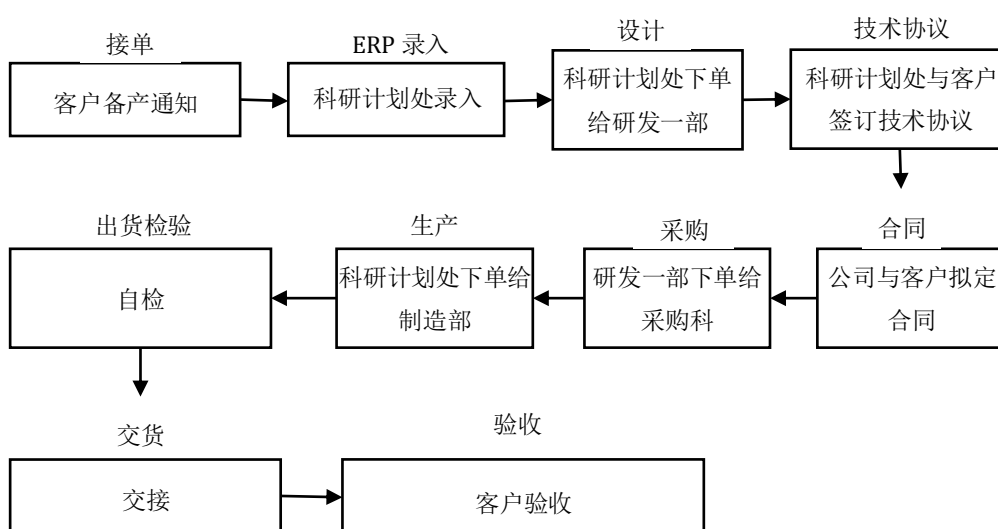 接单
客户备产通知
ERP 录入
科研计划处录入
设计
科研计划处下单
给研发一部
技术协议
科研计划处与客户
签订技术协议
合同
公司与客户拟定
合同
采购
研发一部下单给
采购科
生产
科研计划处下单给
制造部
出货检验
自检
交货
交接
验收
客户验收